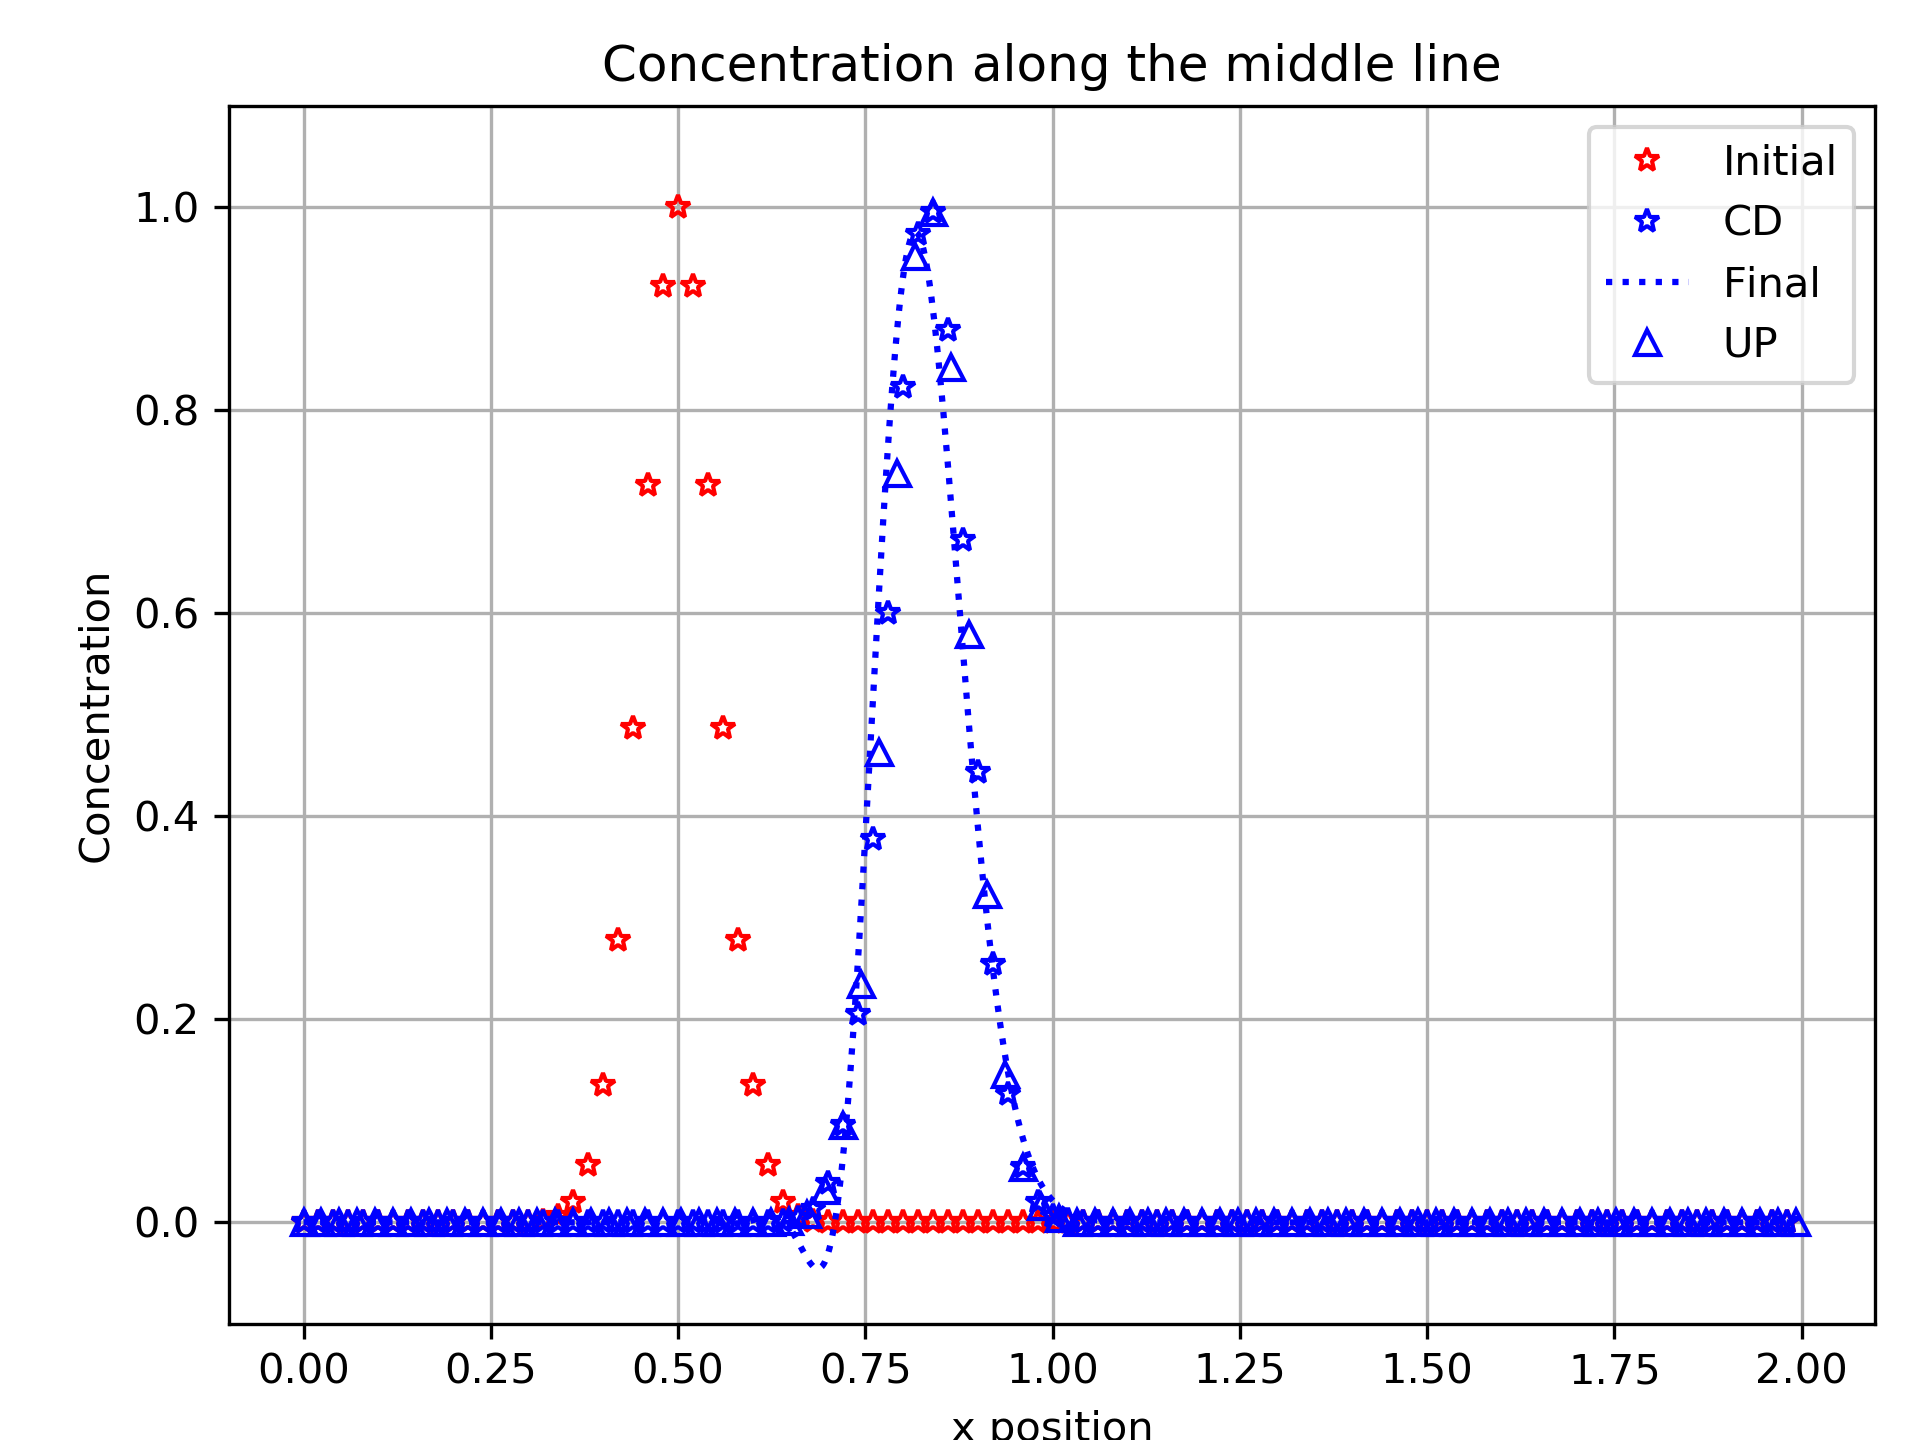 Concentration along the middle line
Initial
CD
Final
UP
1.0
0.8
0.6
0.4
0.2
0.0
Concentration
0.00 0.25 0.50 0.75 1.00 1.25 1.50 1.75 2.00
x position